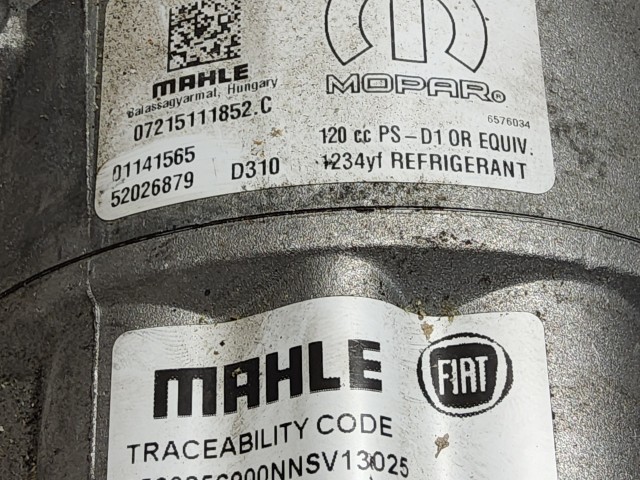 MAHLE
Balassagyarmat, Hungary
07215111852.C
01141565
52026879 D310
MOPAR®
6576034
120 cc PS-D1 OR EQUIV.
1234yf REFRIGERANT
MAHLE FIAT
TRACEABILITY CODE